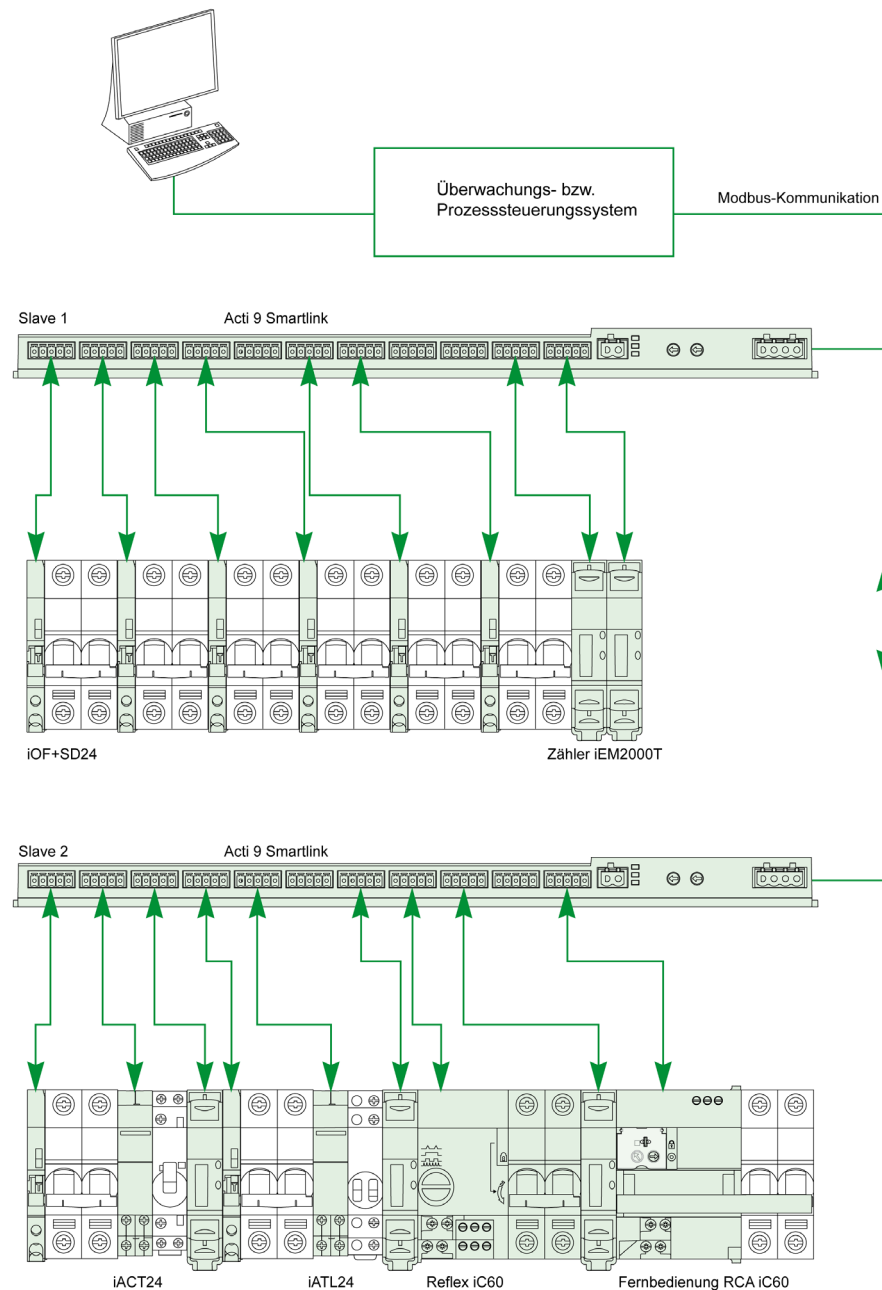 Überwachungs- bzw.
Prozesssteuerungssystem
Modbus-Kommunikation
Slave 1
Acti 9 Smartlink
iOF+SD24
Zähler iEM2000T
Slave 2
Acti 9 Smartlink
iACT24
iATL24
Reflex iC60
Fernbedienung RCA iC60